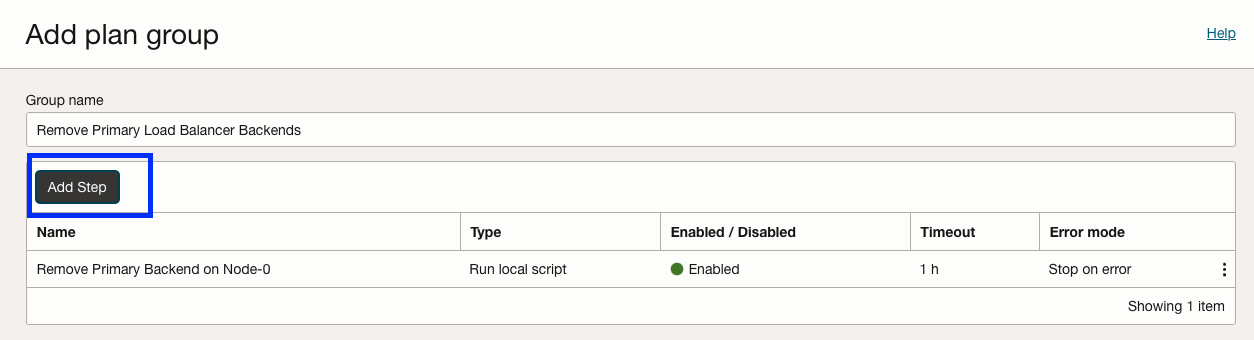 Add plan group
Help
Group name
Remove Primary Load Balancer Backends
Add Step
Name Type Enabled / Disabled Timeout Error mode
Remove Primary Backend on Node-0 Run local script Enabled 1 h Stop on error
Showing 1 item